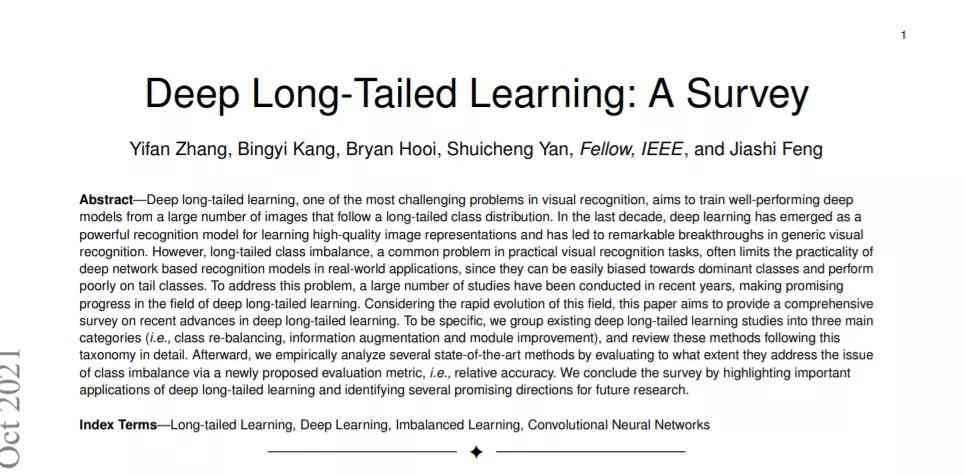 1
Deep Long-Tailed Learning: A Survey
Yifan Zhang, Bingyi Kang, Bryan Hooi, Shuicheng Yan, Fellow, IEEE, and Jiashi Feng
Abstract—Deep long-tailed learning, one of the most challenging problems in visual recognition, aims to train well-performing deep
models from a large number of images that follow a long-tailed class distribution. In the last decade, deep learning has emerged as a
powerful recognition model for learning high-quality image representations and has led to remarkable breakthroughs in generic visual
recognition. However, long-tailed class imbalance, a common problem in practical visual recognition tasks, often limits the practicality of
deep network based recognition models in real-world applications, since they can be easily biased towards dominant classes and perform
poorly on tail classes. To address this problem, a large number of studies have been conducted in recent years, making promising
progress in the field of deep long-tailed learning. Considering the rapid evolution of this field, this paper aims to provide a comprehensive
survey on recent advances in deep long-tailed learning. To be specific, we group existing deep long-tailed learning studies into three main
categories (i.e., class re-balancing, information augmentation and module improvement), and review these methods following this
taxonomy in detail. Afterward, we empirically analyze several state-of-the-art methods by evaluating to what extent they address the issue
of class imbalance via a newly proposed evaluation metric, i.e., relative accuracy. We conclude the survey by highlighting important
applications of deep long-tailed learning and identifying several promising directions for future research.
Index Terms—Long-tailed Learning, Deep Learning, Imbalanced Learning, Convolutional Neural Networks
Oct 2021